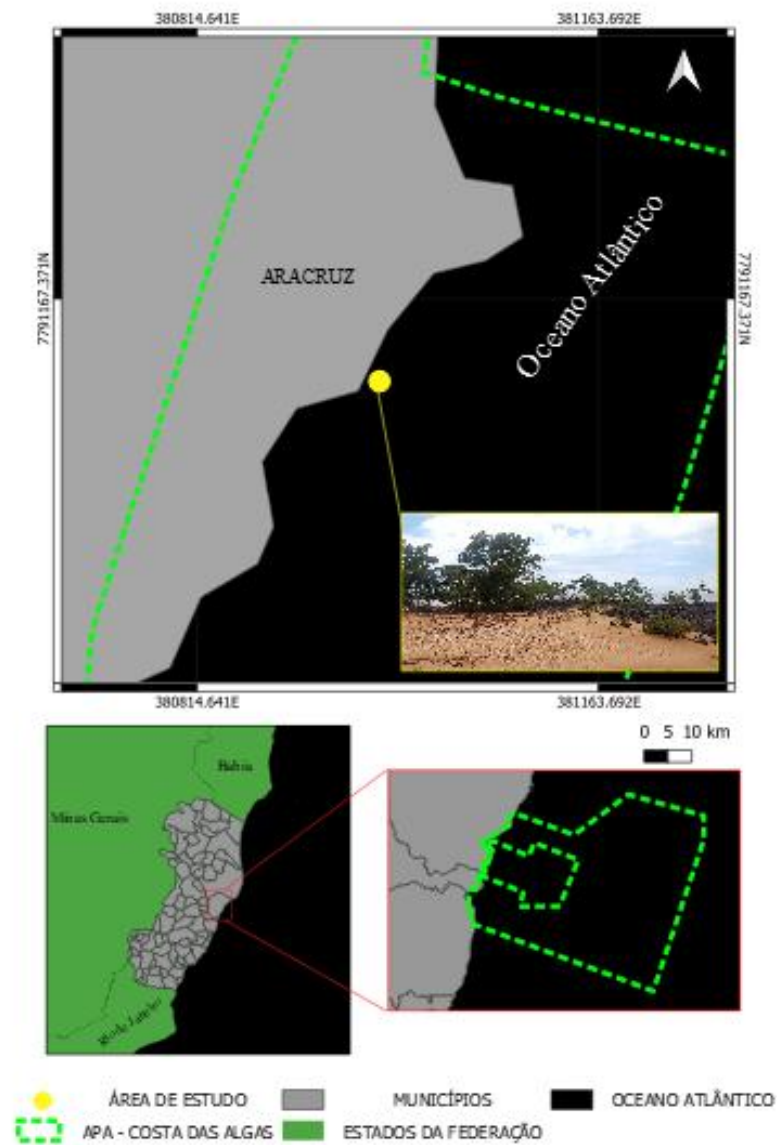 380814.641E 381163.692E
ARACRUZ
Oceano Atlântico
7791167.371N 7791167.371N
380814.641E 381163.692E
0 5 10 km
Bahia
Minas Gerais
Rio de Janeiro
ÁREA DE ESTUDO MUNICÍPIOS OCEANO ATLÂNTICO
APA - COSTA DAS ALGAS ESTADOS DA FEDERAÇÃO